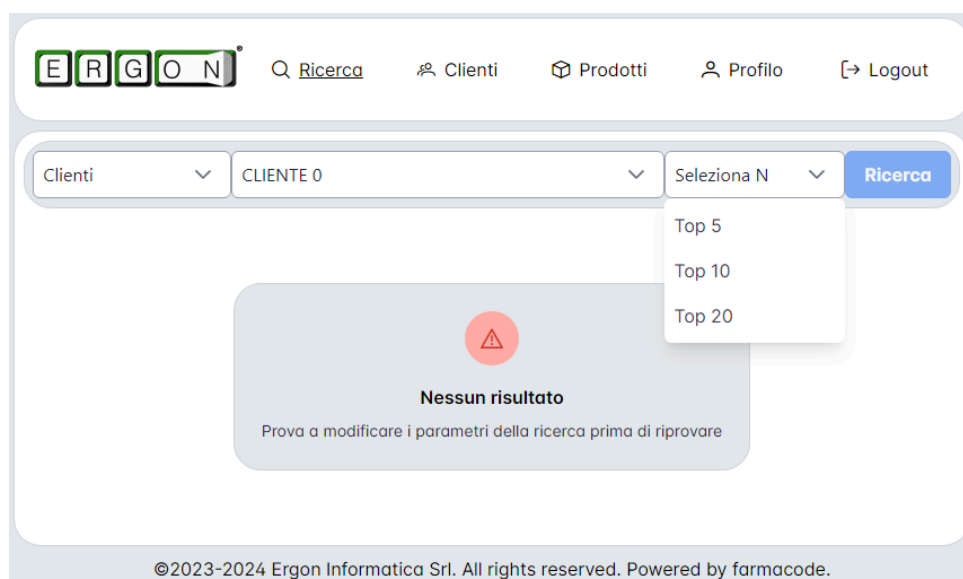 ERGON® Ricerca Clienti Prodotti Profilo Logout
Clienti CLIENTE 0 Seleziona N Ricerca
Top 5
Top 10
Top 20
Nessun risultato
Prova a modificare i parametri della ricerca prima di riprovare
©2023-2024 Ergon Informatica Srl. All rights reserved. Powered by farmacode.